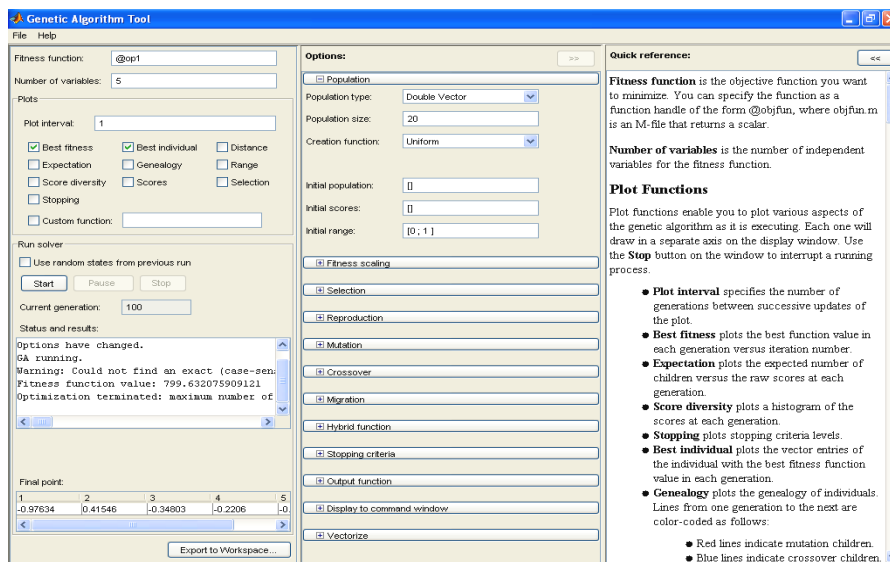 Genetic Algorithm Tool
File Help
Fitness function: @op1
Number of variables: 5
Plots
Plot interval: 1
Best fitness Best individual Distance
Expectation Genealogy Range
Score diversity Scores Selection
Stopping
Custom function:
Run solver
Use random states from previous run
Start Pause Stop
Current generation: 100
Status and results:
Options have changed.
GA running.
Warning: Could not find an exact (case-sen
Fitness function value: 799.632075909121
Optimization terminated: maximum number of
Final point:
1 2 3 4 5
-0.97634 0.41546 -0.34803 -0.2206 -0.
Export to Workspace...
Options: >>
Population
Population type: Double Vector
Population size: 20
Creation function: Uniform
Initial population: []
Initial scores: []
Initial range: [0 ; 1 ]
Fitness scaling
Selection
Reproduction
Mutation
Crossover
Migration
Hybrid function
Stopping criteria
Output function
Display to command window
Vectorize
Quick reference: <<
Fitness function is the objective function you want
to minimize. You can specify the function as a
function handle of the form @objfun, where objfun.m
is an M-file that returns a scalar.
Number of variables is the number of independent
variables for the fitness function.
Plot Functions
Plot functions enable you to plot various aspects of
the genetic algorithm as it is executing. Each one will
draw in a separate axis on the display window. Use
the Stop button on the window to interrupt a running
process.
Plot interval specifies the number of
generations between successive updates of
the plot.
Best fitness plots the best function value in
each generation versus iteration number.
Expectation plots the expected number of
children versus the raw scores at each
generation.
Score diversity plots a histogram of the
scores at each generation.
Stopping plots stopping criteria levels.
Best individual plots the vector entries of
the individual with the best fitness function
value in each generation.
Genealogy plots the genealogy of individuals.
Lines from one generation to the next are
color-coded as follows:
Red lines indicate mutation children.
Blue lines indicate crossover children.